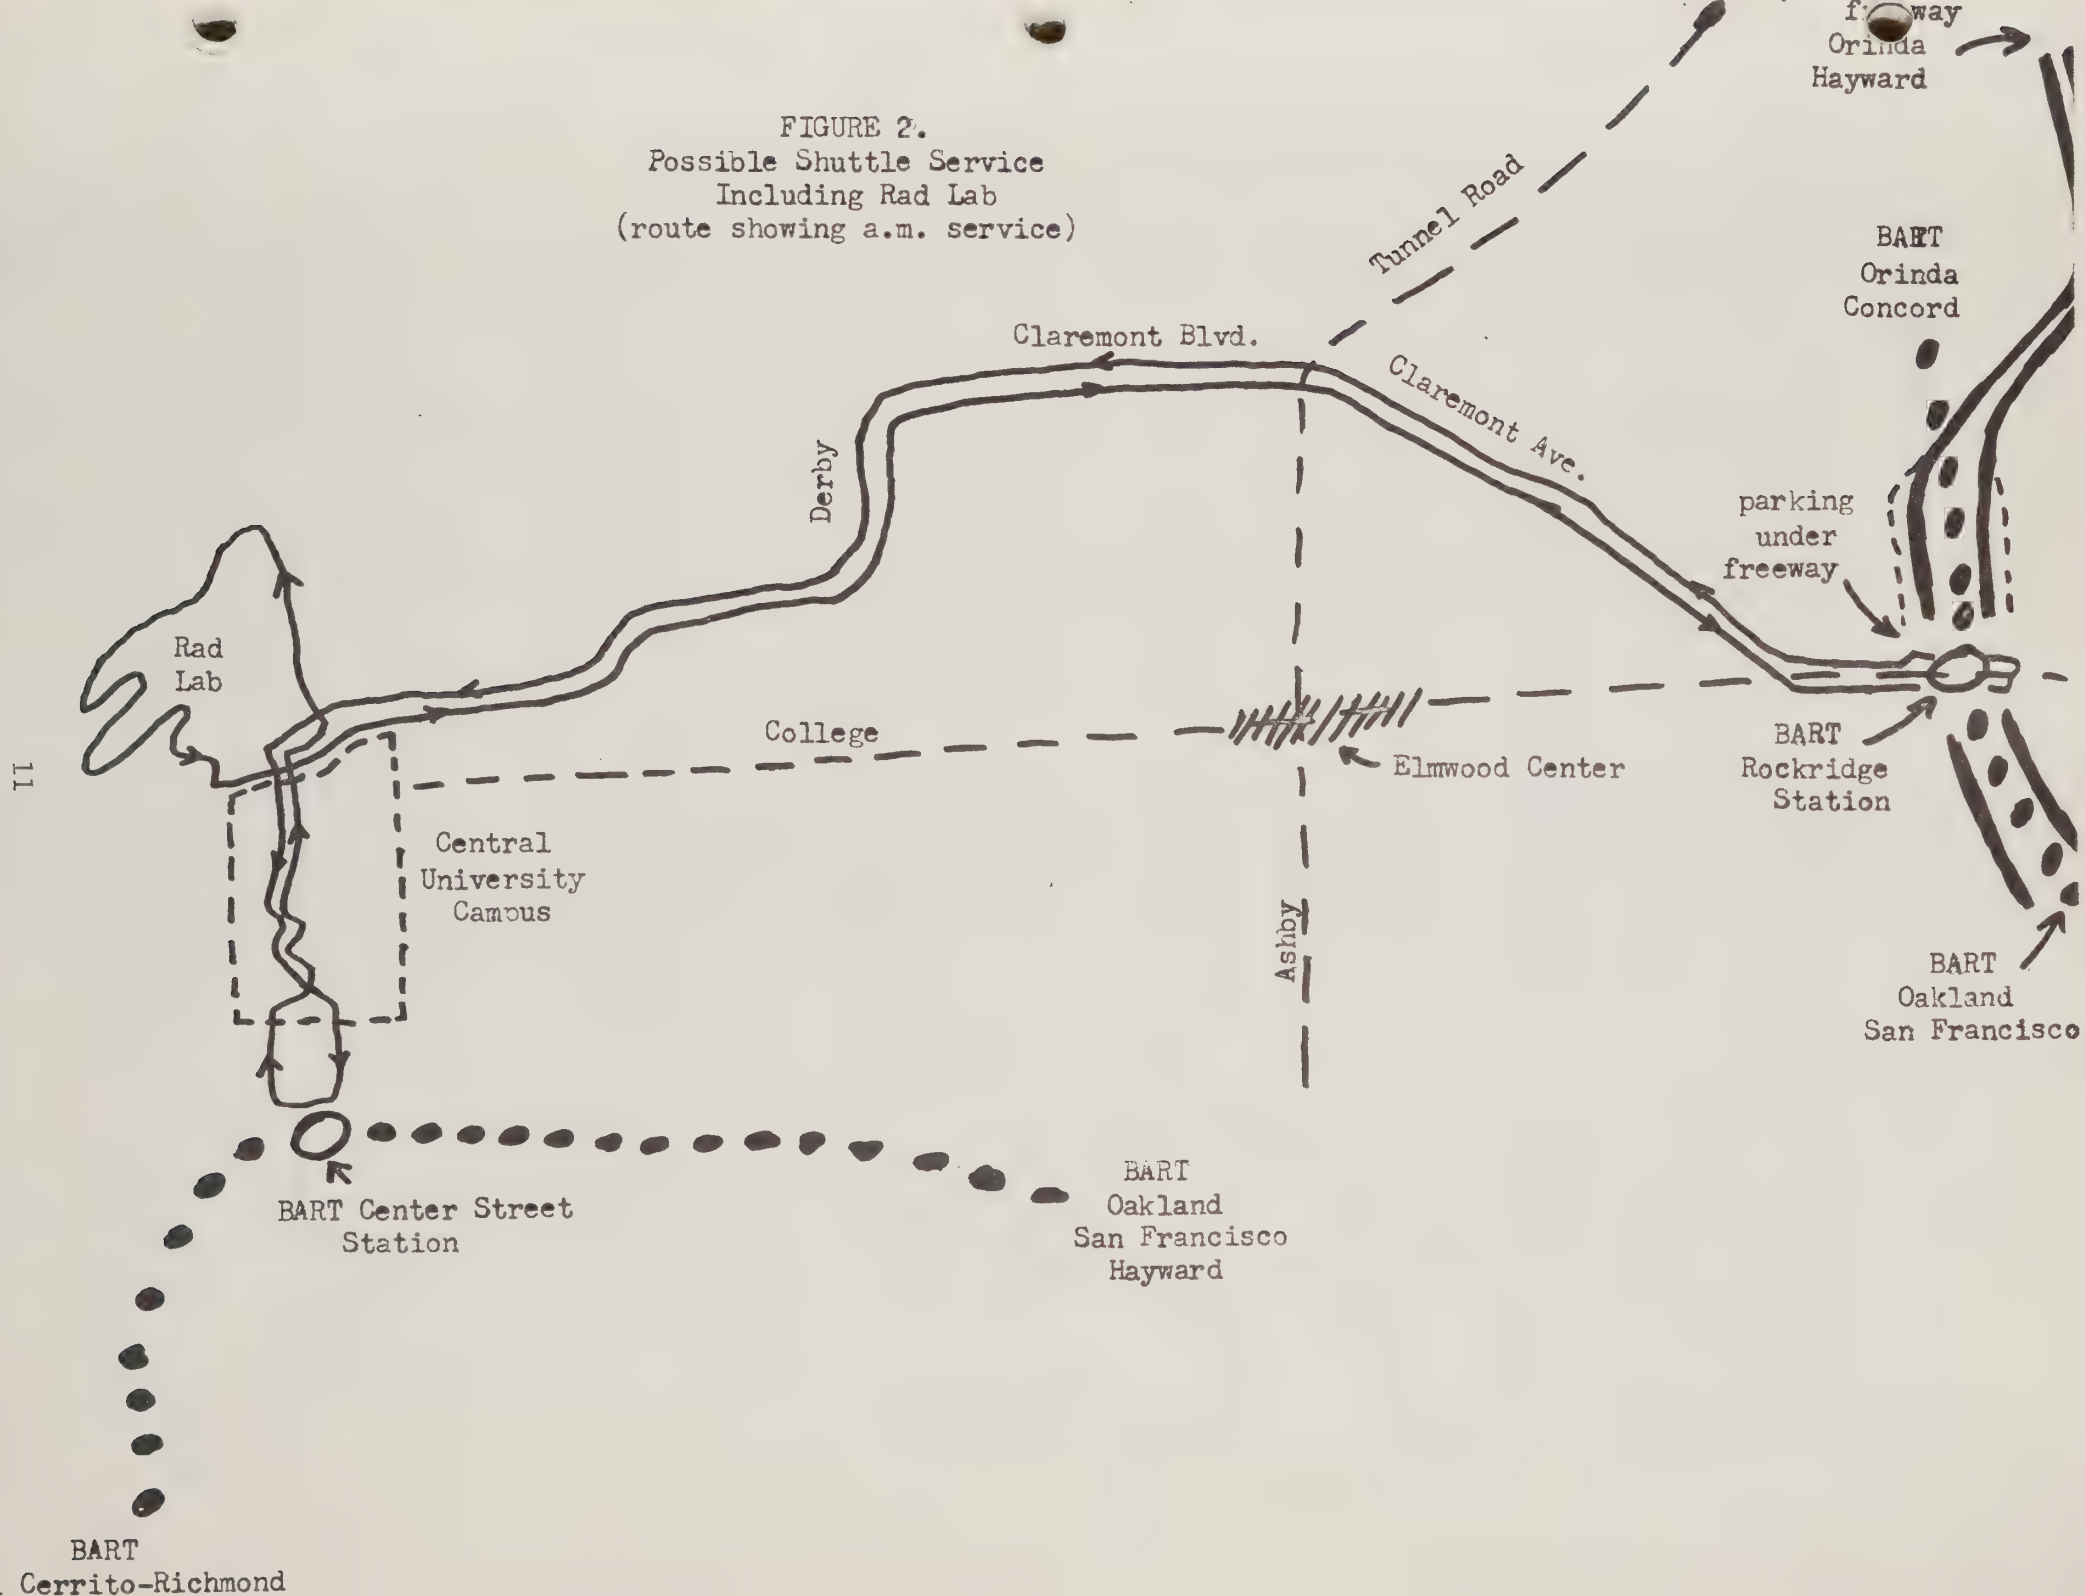 FIGURE 2.
Possible Shuttle Service
Including Rad Lab
(route showing a.m. service)
Orinda
Hayward
Tunnel Road
BART
Orinda
Concord
Claremont Blvd.
Claremont Ave.
Derby
parking
under
freeway
Rad
Lab
College
Elmwood Center
BART
Rockridge
Station
11
Central
University
Campus
Ashby
BART
Oakland
San Francisco
BART Center Street
Station
BART
Oakland
San Francisco
Hayward
BART
Cerrito-Richmond